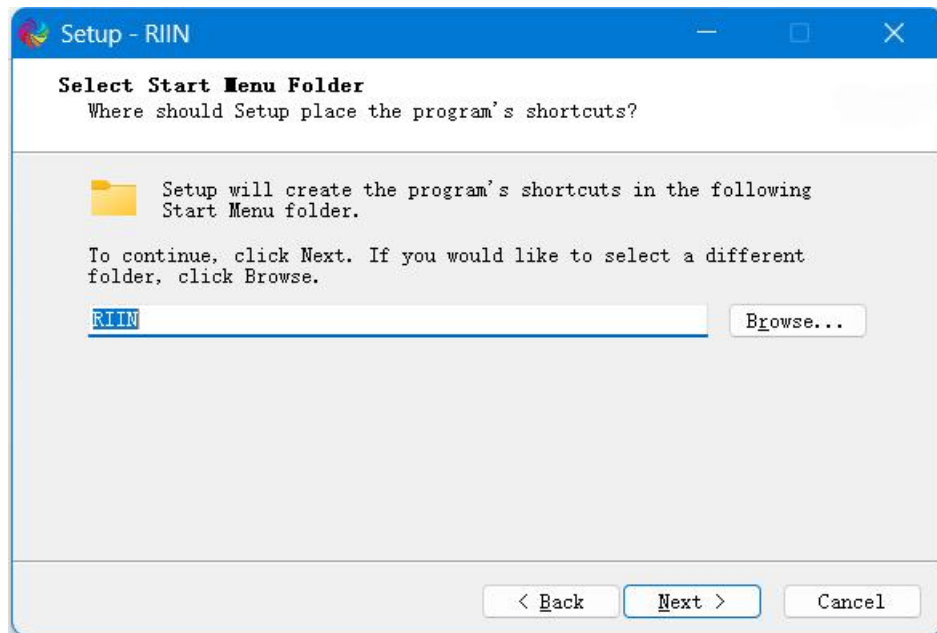 Setup - RIIN
Select Start Menu Folder
Where should Setup place the program's shortcuts?
Setup will create the program's shortcuts in the following
Start Menu folder.
To continue, click Next. If you would like to select a different
folder, click Browse.
RIIN
Browse...
< Back
Next >
Cancel